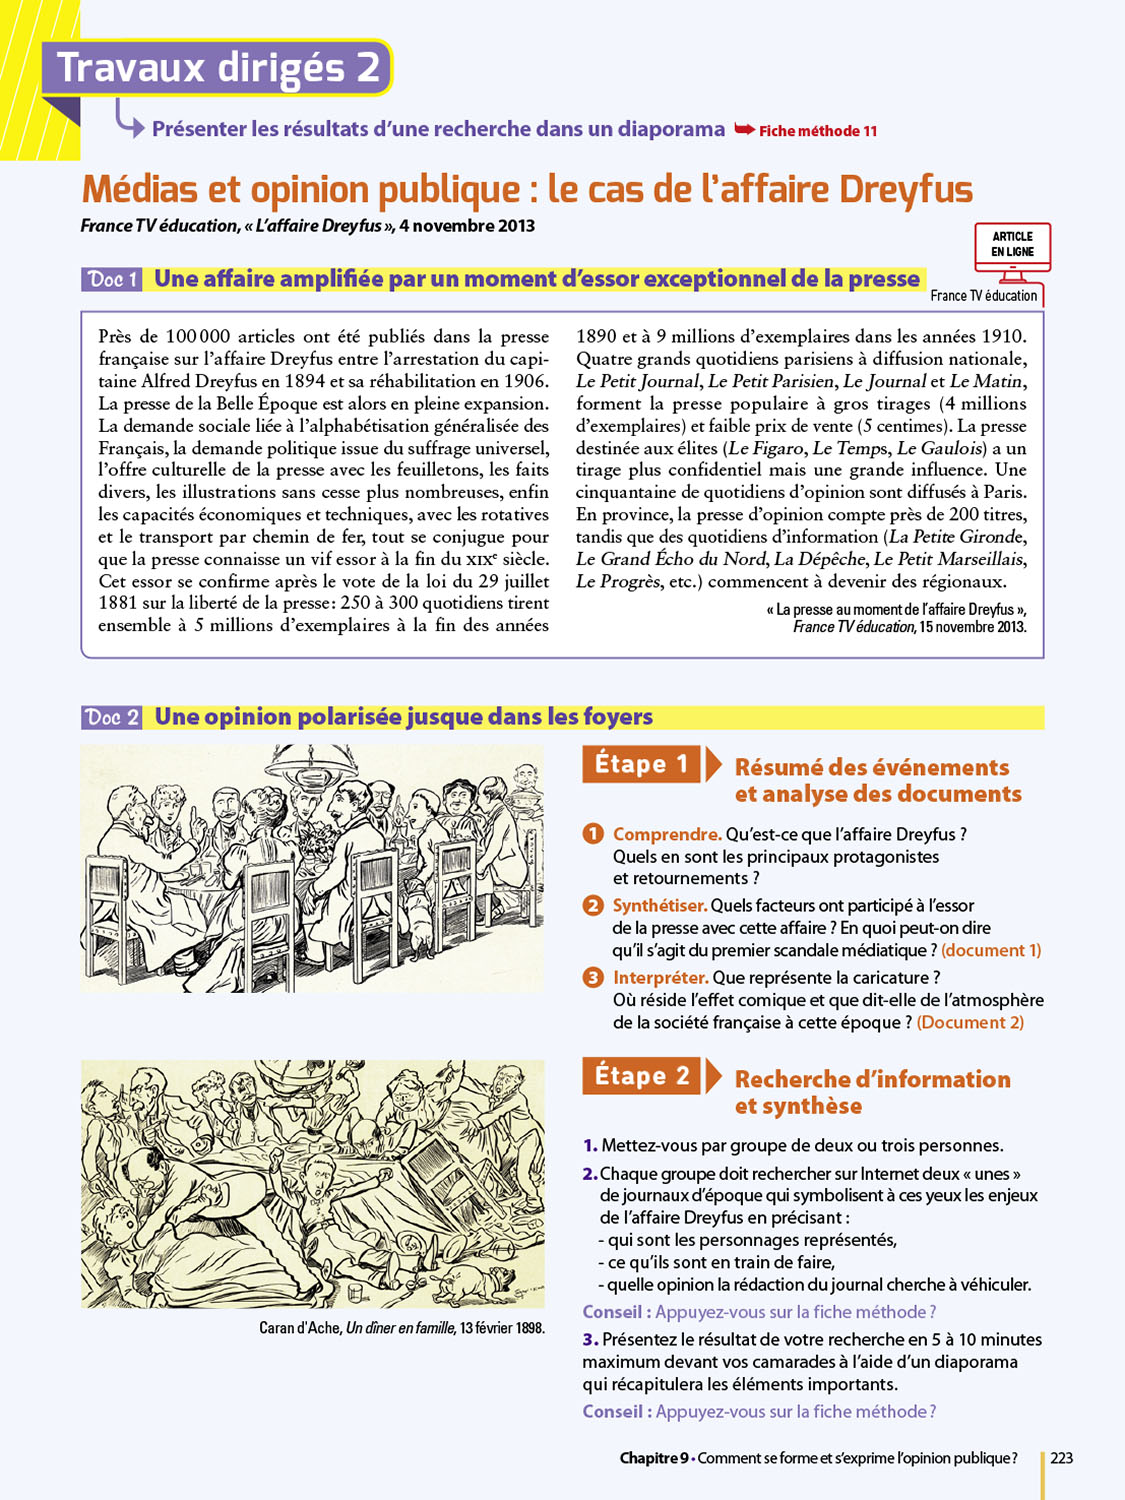 Travaux dirigés 2
Présenter les résultats d'une recherche dans un diaporama ➥ Fiche méthode 11
Médias et opinion publique : le cas de l'affaire Dreyfus
France TV éducation, « L'affaire Dreyfus », 4 novembre 2013
ARTICLE
EN LIGNE
France TV éducation
Doc 1 Une affaire amplifiée par un moment d'essor exceptionnel de la presse
Près de 100 000 articles ont été publiés dans la presse
française sur l'affaire Dreyfus entre l'arrestation du capi-
taine Alfred Dreyfus en 1894 et sa réhabilitation en 1906.
La presse de la Belle Époque est alors en pleine expansion.
La demande sociale liée à l'alphabétisation généralisée des
Français, la demande politique issue du suffrage universel,
l'offre culturelle de la presse avec les feuilletons, les faits
divers, les illustrations sans cesse plus nombreuses, enfin
les capacités économiques et techniques, avec les rotatives
et le transport par chemin de fer, tout se conjugue pour
que la presse connaisse un vif essor à la fin du XIXe siècle.
Cet essor se confirme après le vote de la loi du 29 juillet
1881 sur la liberté de la presse : 250 à 300 quotidiens tirent
ensemble à 5 millions d'exemplaires à la fin des années
1890 et à 9 millions d'exemplaires dans les années 1910.
Quatre grands quotidiens parisiens à diffusion nationale,
Le Petit Journal, Le Petit Parisien, Le Journal et Le Matin,
forment la presse populaire à gros tirages (4 millions
d'exemplaires) et faible prix de vente (5 centimes). La presse
destinée aux élites (Le Figaro, Le Temps, Le Gaulois) a un
tirage plus confidentiel mais une grande influence. Une
cinquantaine de quotidiens d'opinion sont diffusés à Paris.
En province, la presse d'opinion compte près de 200 titres,
tandis que des quotidiens d'information (La Petite Gironde,
Le Grand Écho du Nord, La Dépêche, Le Petit Marseillais,
Le Progrès, etc.) commencent à devenir des régionaux.
« La presse au moment de l'affaire Dreyfus »,
France TV éducation, 15 novembre 2013.
Doc 2 Une opinion polarisée jusque dans les foyers
Caran d'Ache, Un dîner en famille, 13 février 1898.
Étape 1 Résumé des événements
et analyse des documents
1 Comprendre. Qu'est-ce que l'affaire Dreyfus ?
Quels en sont les principaux protagonistes
et retournements ?
2 Synthétiser. Quels facteurs ont participé à l'essor
de la presse avec cette affaire ? En quoi peut-on dire
qu'il s'agit du premier scandale médiatique ? (document 1)
3 Interpréter. Que représente la caricature ?
Où réside l'effet comique et que dit-elle de l'atmosphère
de la société française à cette époque ? (Document 2)
Étape 2 Recherche d'information
et synthèse
1. Mettez-vous par groupe de deux ou trois personnes.
2. Chaque groupe doit rechercher sur Internet deux « unes »
de journaux d'époque qui symbolisent à ces yeux les enjeux
de l'affaire Dreyfus en précisant :
- qui sont les personnages représentés,
- ce qu'ils sont en train de faire,
- quelle opinion la rédaction du journal cherche à véhiculer.
Conseil : Appuyez-vous sur la fiche méthode ?
3. Présentez le résultat de votre recherche en 5 à 10 minutes
maximum devant vos camarades à l'aide d'un diaporama
qui récapitulera les éléments importants.
Conseil : Appuyez-vous sur la fiche méthode ?
Chapitre 9 • Comment se forme et s'exprime l'opinion publique ? 223